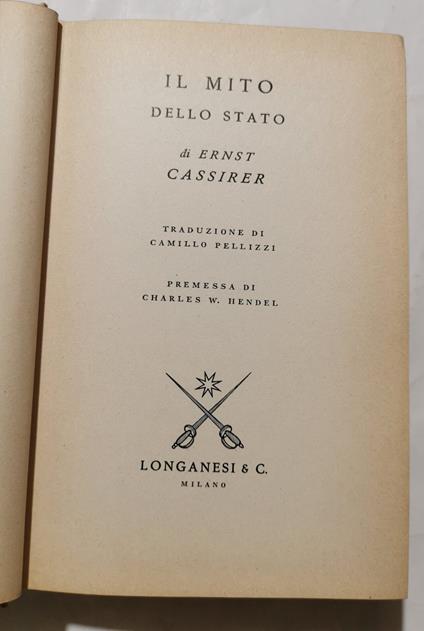 IL MITO
DELLO STATO
di ERNST
CASSIRER
TRADUZIONE DI
CAMILLO PELLIZZI
PREMESSA DI
CHARLES W. HENDEL
LONGANESI & C.
MILANO